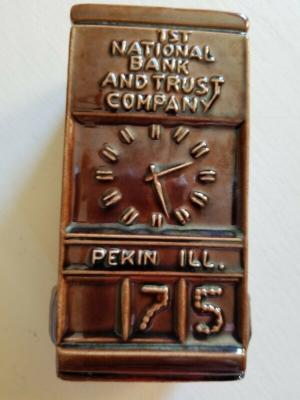 1ST
NATIONAL
BANK
AND TRUST
COMPANY
PEKIN ILL.
75